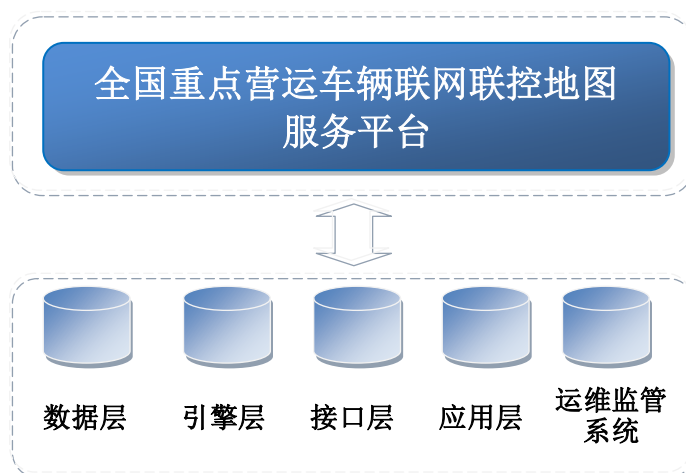 全国重点营运车辆联网联控地图
服务平台
数据层
引擎层
接口层
应用层
运维监管
系统